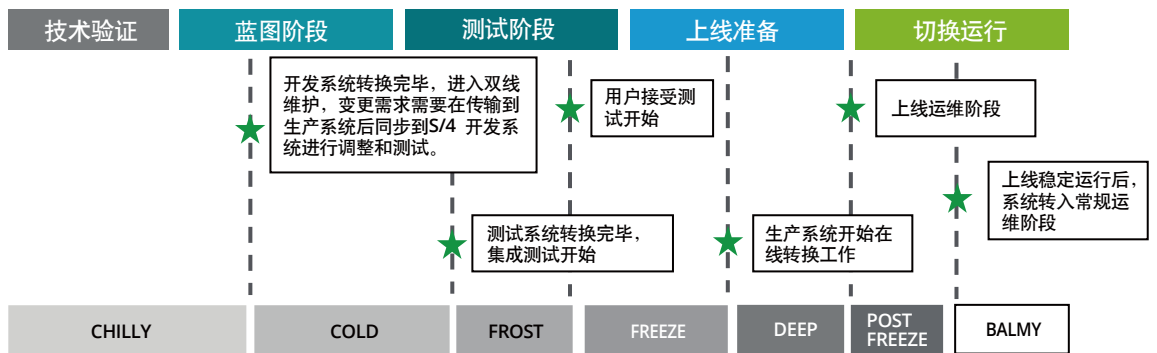 技术验证
蓝图阶段
测试阶段
上线准备
切换运行
开发系统转换完毕，进入双线
维护，变更需求需要在传输到
生产系统后同步到S/4 开发系
统进行调整和测试。
用户接受测
试开始
上线运维阶段
上线稳定运行后，
系统转入常规运
维阶段
测试系统转换完毕，
集成测试开始
生产系统开始在
线转换工作
CHILLY
COLD
FROST
FREEZE
DEEP
POST
FREEZE
BALMY